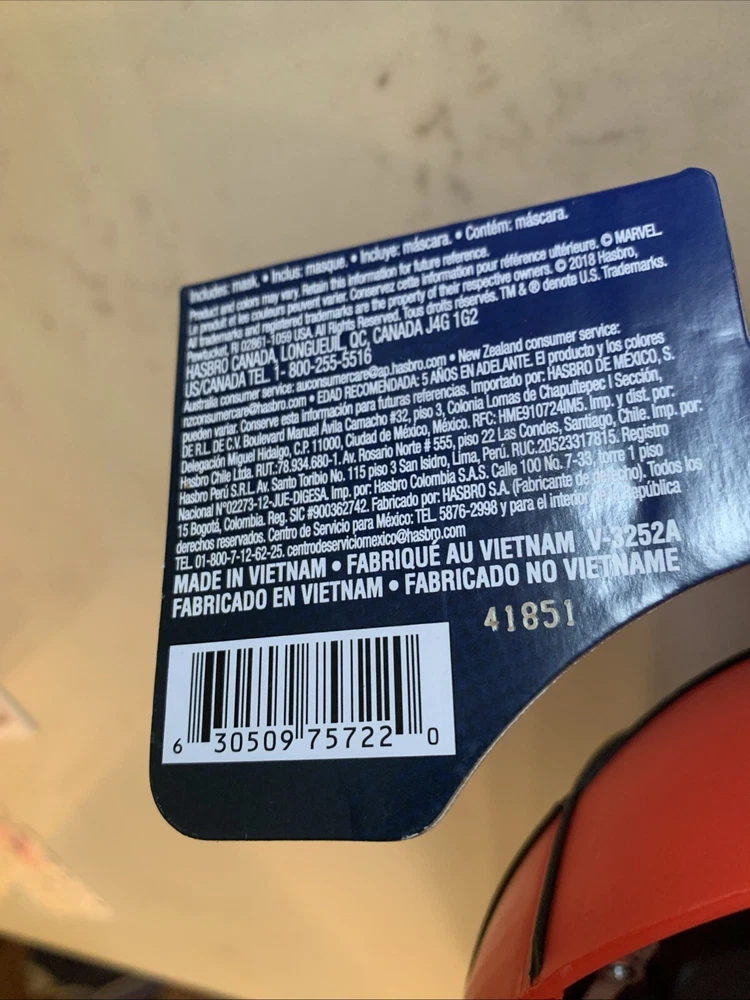 Includes: mask. • Inclus: masque. • Incluye: máscara. • Contém: máscara.
Product and colors may vary. Retain this information for future reference.
Le produit et les couleurs peuvent varier. Conservez cette information pour référence ultérieure. © MARVEL.
All trademarks and registered trademarks are the property of their respective owners. © 2018 Hasbro,
Pawtucket, RI 02861-1059 USA. All Rights Reserved. Tous droits réservés. TM & ® denote U.S. Trademarks.
HASBRO CANADA, LONGUEUIL, QC, CANADA J4G 1G2
US/CANADA TEL. 1-800-255-5516
Australia consumer service: auconsumercare@ap.hasbro.com • New Zealand consumer service:
nzconsumercare@hasbro.com • EDAD RECOMENDADA: 5 AÑOS EN ADELANTE. El producto y los colores
pueden variar. Conserve esta información para futuras referencias. Importado por: HASBRO DE MÉXICO, S.
DE R.L. DE C.V. Boulevard Manuel Ávila Camacho #32, piso 3, Colonia Lomas de Chapultepec I Sección,
Delegación Miguel Hidalgo, C.P. 11000, Ciudad de México, México. RFC: HME910724IM5. Imp. y dist. por:
Hasbro Chile Ltda. RUT.:78.934.680-1. Av. Rosario Norte # 555, piso 22 Las Condes, Santiago, Chile. Imp. por:
Hasbro Perú S.R.L. Av. Santo Toribio No. 115 piso 3 San Isidro, Lima, Perú. RUC:20523317815. Registro
Nacional N°02273-12-JUE-DIGESA. Imp. por: Hasbro Colombia S.A.S. Calle 100 No. 7-33, torre 1 piso
15 Bogotá, Colombia. Reg. SIC #900362742. Fabricado por: HASBRO S.A. (Fabricante de derecho). Todos los
derechos reservados. Centro de Servicio para México: TEL. 5876-2998 y para el interior de la República
TEL. 01-800-7-12-62-25. centrodeserviciomexico@hasbro.com
MADE IN VIETNAM • FABRIQUÉ AU VIETNAM V-3252A
FABRICADO EN VIETNAM • FABRICADO NO VIETNAME
41851
6 30509 75722 0